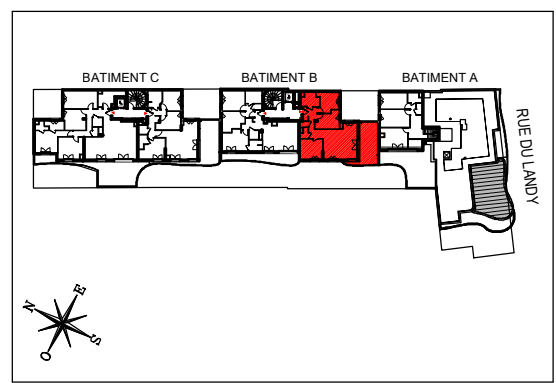 BATIMENT C
BATIMENT B
BATIMENT A
RUE DU LANDY
N
E
S
O